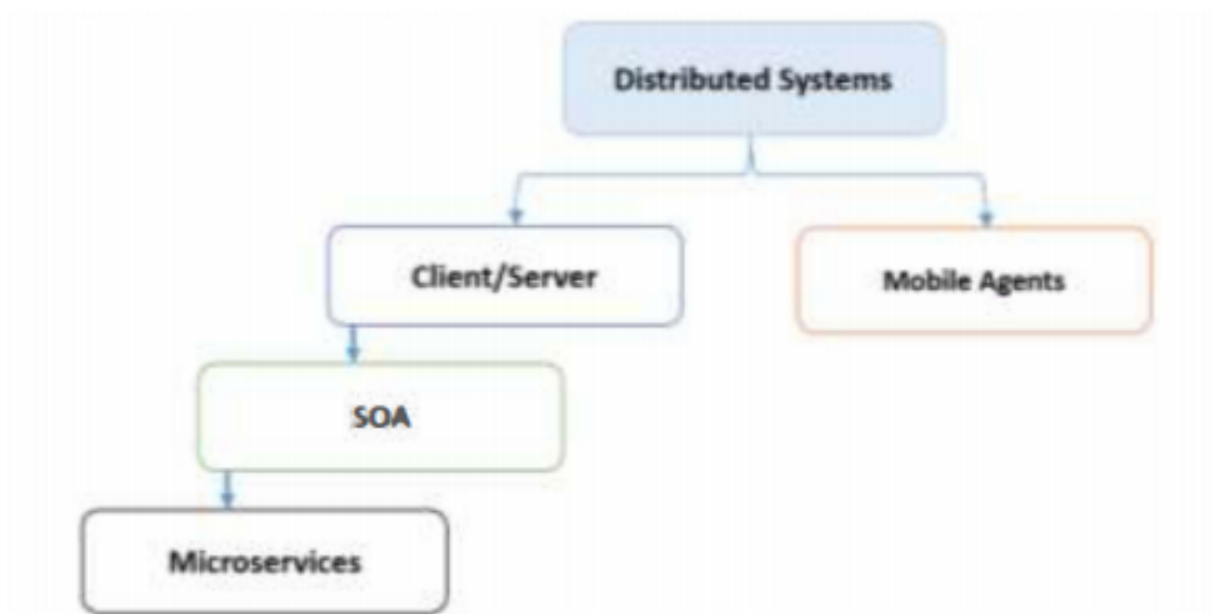 Distributed Systems
Client/Server
Mobile Agents
SOA
Microservices